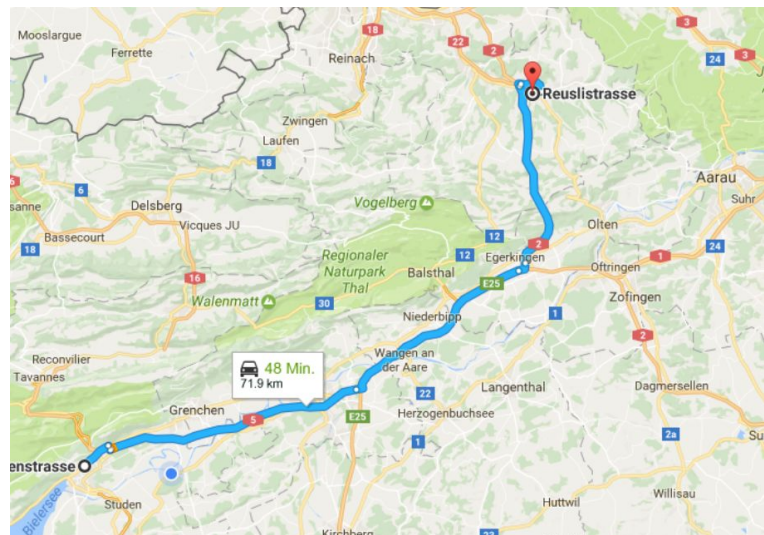 Mooslargue
Ferrette
Reinach
18
22
2
3
24
3
Reuslistrasse
Zwingen
Laufen
18
Aarau
Suhr
6
6
Delsberg
Vogelberg
Vicques JU
Bassecourt
18
12
2
Olten
24
Regionaler
Naturpark
Thal
12
Egerkingen
1
Balsthal
Oftringen
16
E25
Zofingen
Walenmatt
30
Niederbipp
1
2
Reconvilier
Tavannes
48 Min.
71.9 km
Wangen an
der Aare
22
Langenthal
Dagmersellen
Grenchen
5
E25
Herzogenbuchsee
1
2a
enstrasse
Studen
Bielersee
Huttwil
Willisau
Kirchberg
23